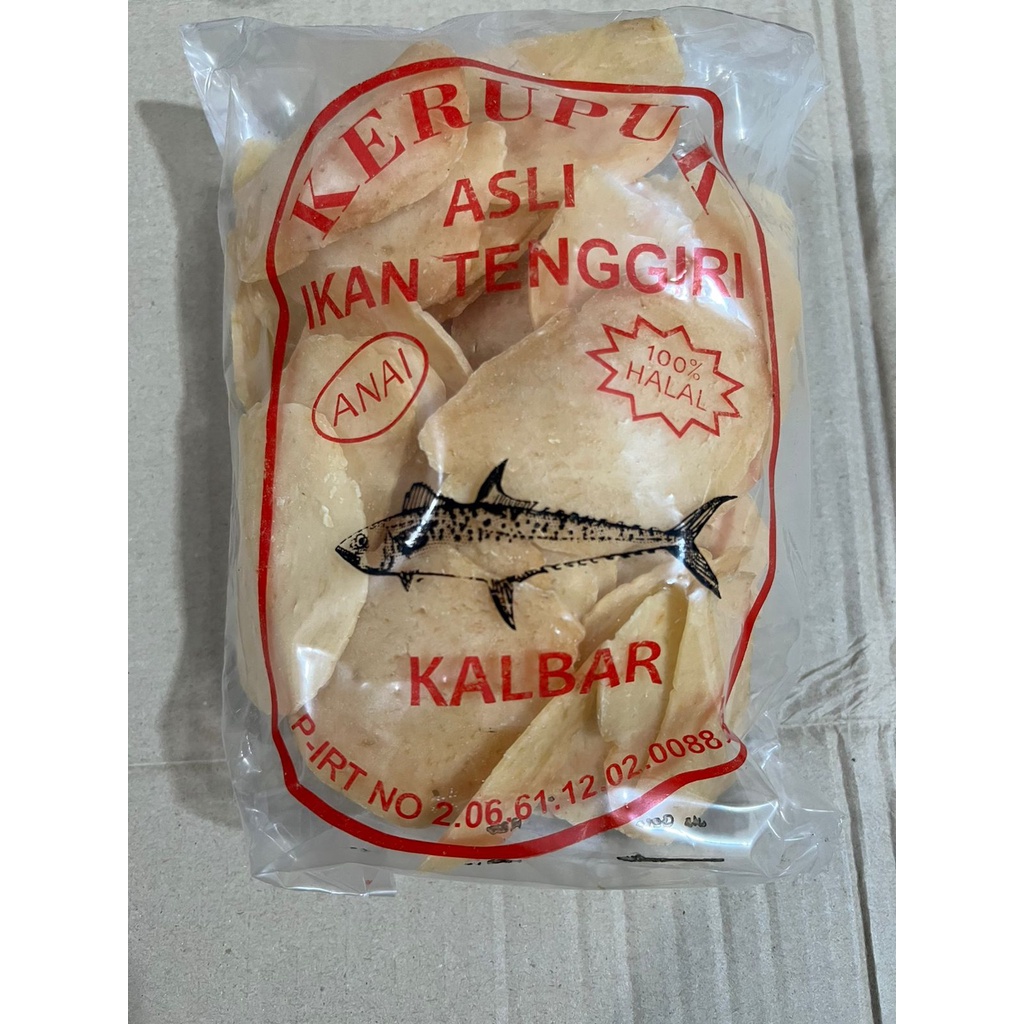 KERUPUK
ASLI
IKAN TENGGIRI
ANAI
100%
HALAL
KALBAR
P-IRT NO 2.06.61.12.02.0088